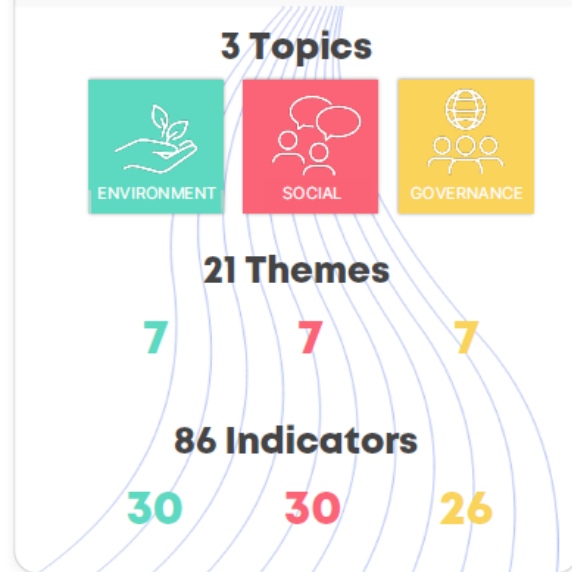 3 Topics
ENVIRONMENT SOCIAL GOVERNANCE
21 Themes
7 7 7
86 Indicators
30 30 26